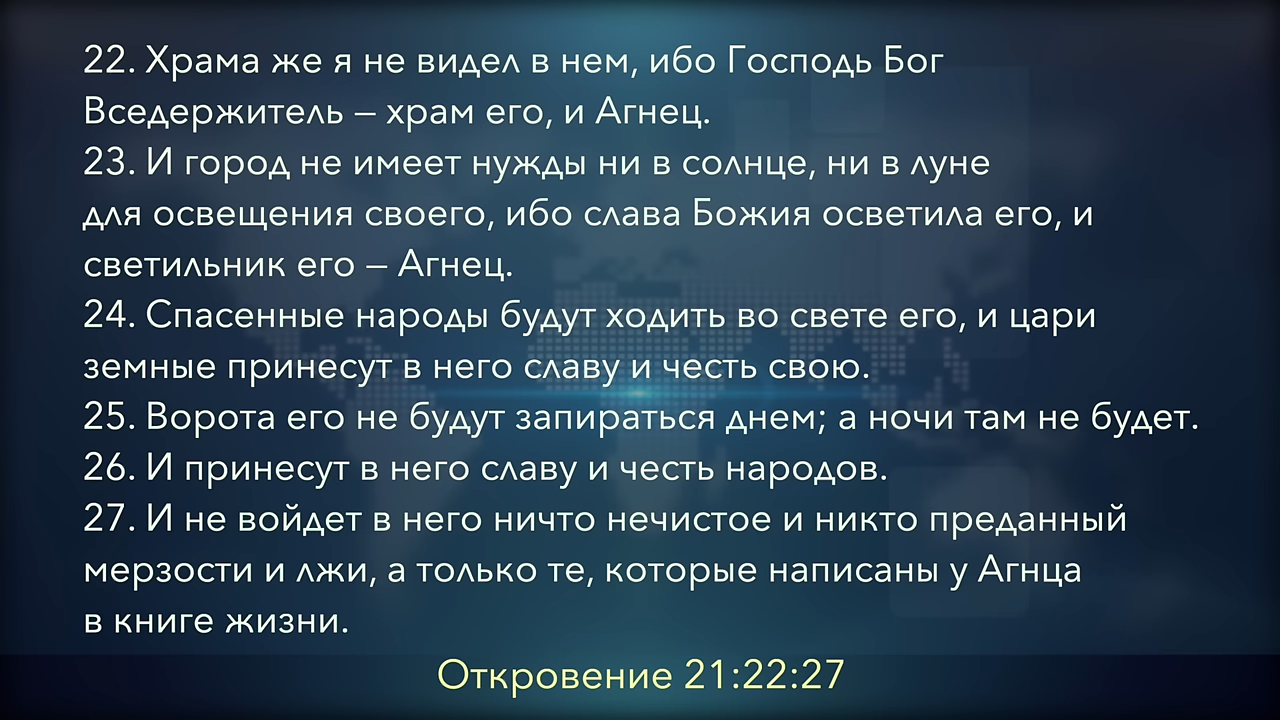 22. Храма же я не видел в нем, ибо Господь Бог
Вседержитель – храм его, и Агнец.
23. И город не имеет нужды ни в солнце, ни в луне
для освещения своего, ибо слава Божия осветила его, и
светильник его – Агнец.
24. Спасенные народы будут ходить во свете его, и цари
земные принесут в него славу и честь свою.
25. Ворота его не будут запираться днем; а ночи там не будет.
26. И принесут в него славу и честь народов.
27. И не войдет в него ничто нечистое и никто преданный
мерзости и лжи, а только те, которые написаны у Агнца
в книге жизни.
Откровение 21:22:27